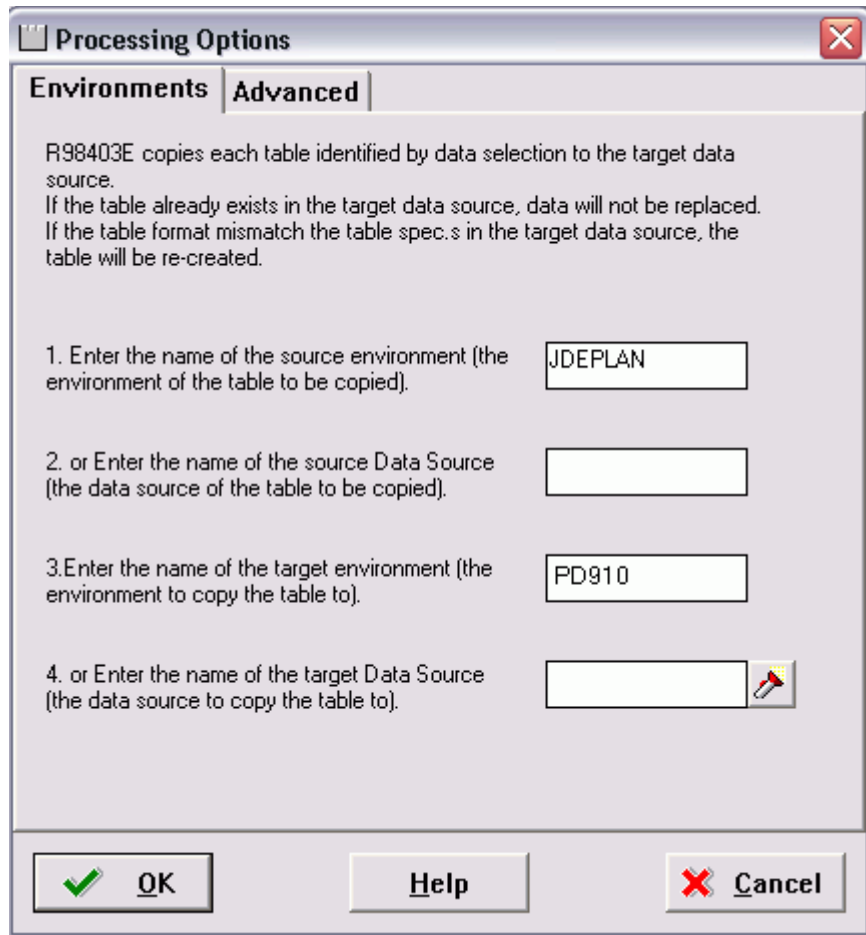 Processing Options
Environments
Advanced
R98403E copies each table identified by data selection to the target data
source.
If the table already exists in the target data source, data will not be replaced.
If the table format mismatch the table spec.s in the target data source, the
table will be re-created.
1. Enter the name of the source environment (the
environment of the table to be copied).
JDEPLAN
2. or Enter the name of the source Data Source
(the data source of the table to be copied).
3.Enter the name of the target environment (the
environment to copy the table to).
PD910
4. or Enter the name of the target Data Source
(the data source to copy the table to).
OK
Help
Cancel